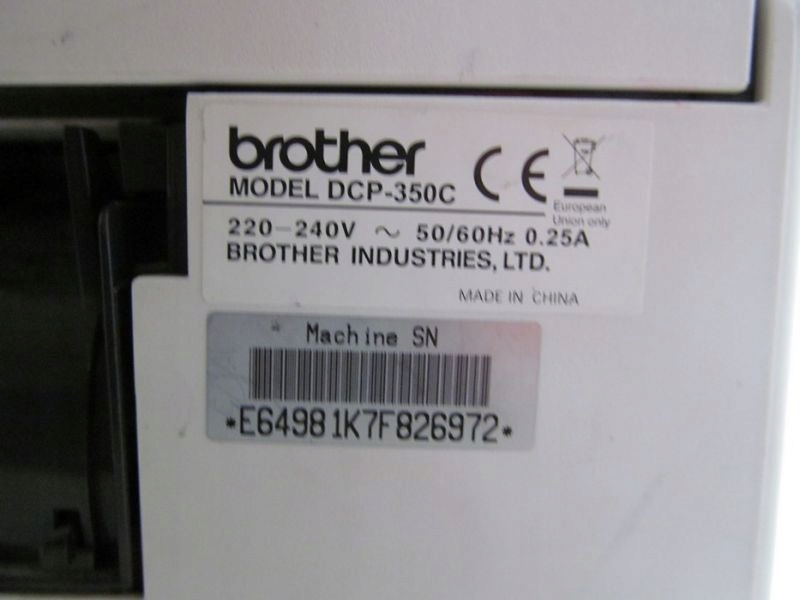 brother
MODEL DCP-350C
CE
European
Union only
220-240V ~ 50/60Hz 0.25A
BROTHER INDUSTRIES, LTD.
MADE IN CHINA
Machine SN
*E64981K7F826972*